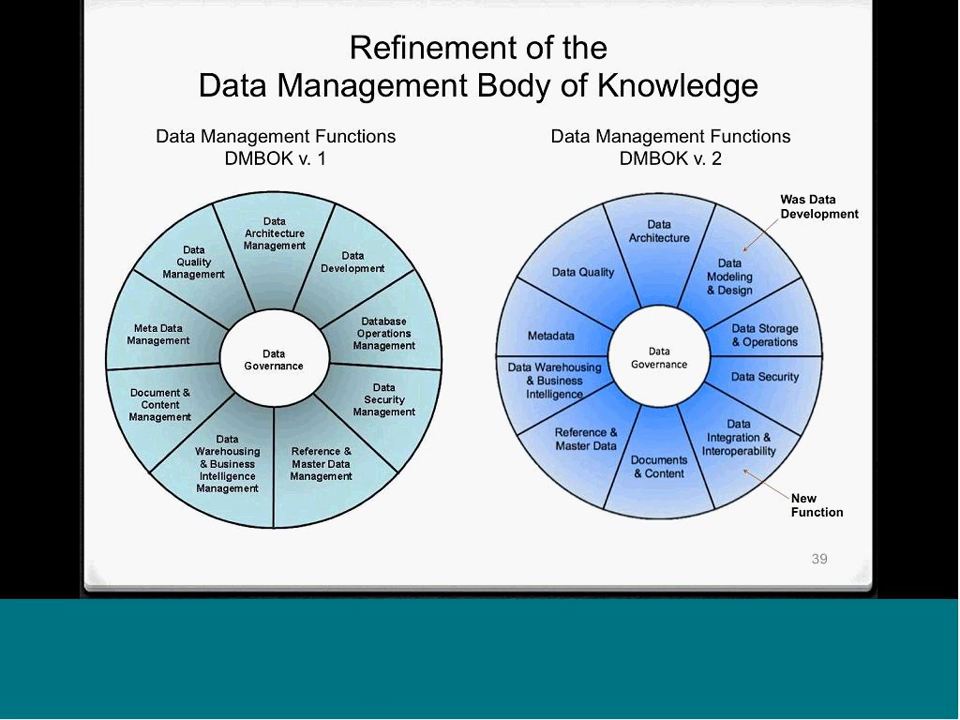 Refinement of the
Data Management Body of Knowledge
Data Management Functions
DMBOK v. 1
Data
Architecture
Management
Data
Development
Database
Operations
Management
Data
Security
Management
Reference &
Master Data
Management
Data
Warehousing
& Business
Intelligence
Management
Document &
Content
Management
Meta Data
Management
Data
Quality
Management
Data
Governance
Data Management Functions
DMBOK v. 2
Was Data
Development
Data
Architecture
Data
Modeling
& Design
Data Storage
& Operations
Data Security
Data
Integration &
Interoperability
Documents
& Content
Reference &
Master Data
Data Warehousing
& Business
Intelligence
Metadata
Data Quality
Data
Governance
New
Function
39